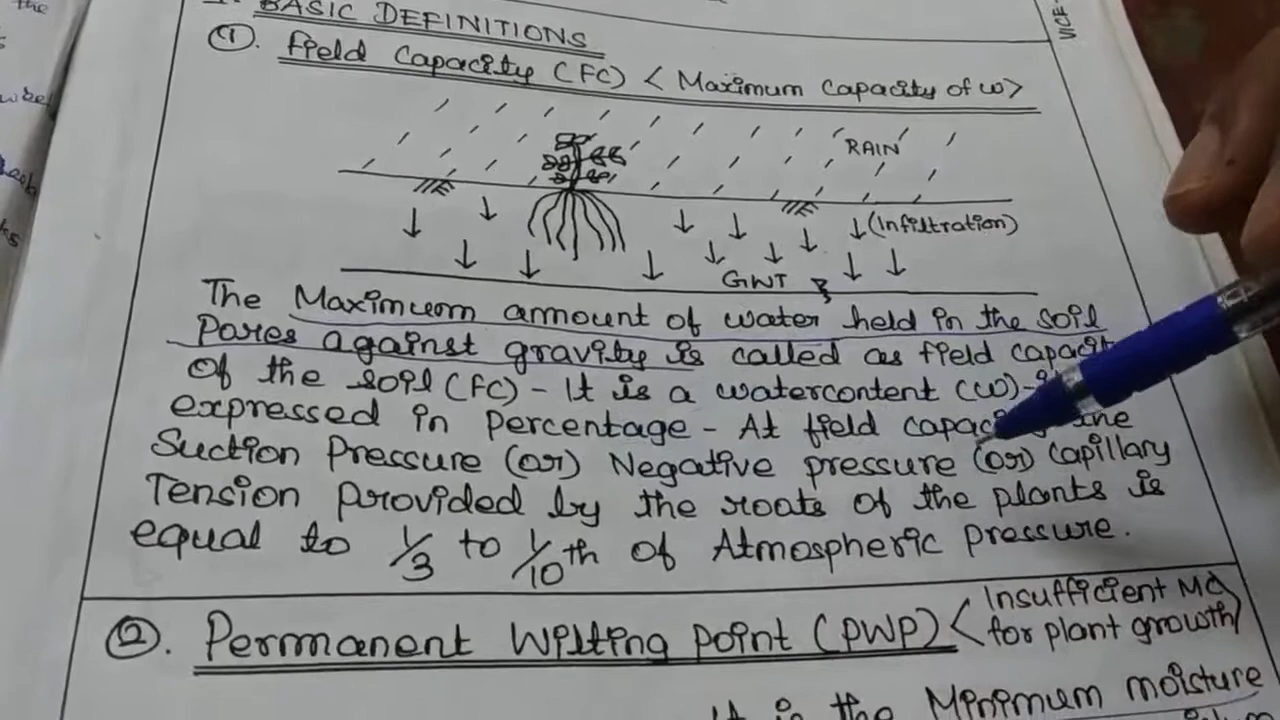 the
BASIC DEFINITIONS
①. Field Capacity (FC) < Maximum Capacity of w>
RAIN
(Infiltration)
GWT
The Maximum amount of water held in the soil
Pores against gravity is called as field
of the soil (FC) - It is a watercontent (w)-
expressed in Percentage - At field
Suction Pressure (or) Negative pressure (or) Capillary
Tension Provided by the roots of the plants is
equal to 1/3 to 1/10th of Atmospheric Pressure.
②. Permanent Wilting point (PWP) < Insufficient MC
for plant growth>
It is the Minimum moisture